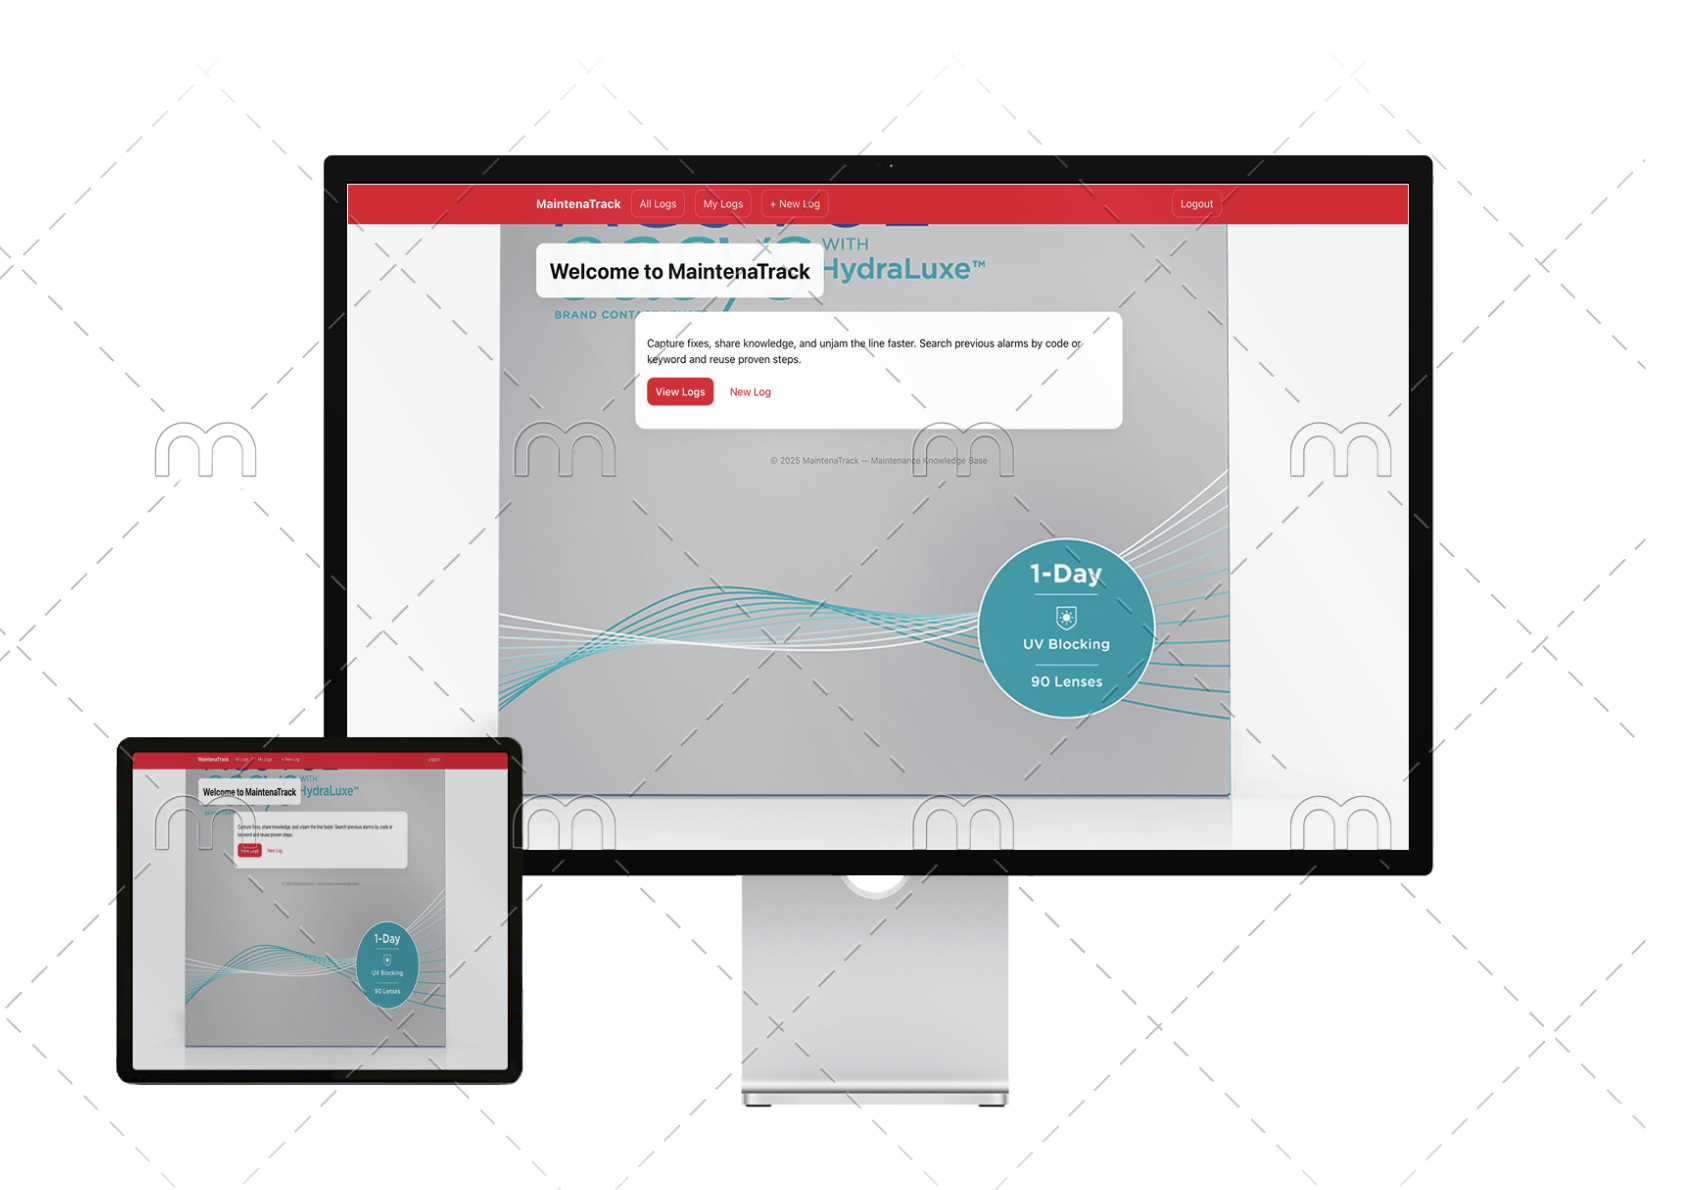 MaintenaTrack All Logs My Logs + New Log Logout
WITH
HydraLuxe™
Welcome to MaintenaTrack
BRAND CONTA
Capture fixes, share knowledge, and unjam the line faster. Search previous alarms by code or
keyword and reuse proven steps.
View Logs New Log
© 2025 MaintenaTrack — Maintenance Knowledge Base
1-Day
UV Blocking
90 Lenses
MaintenaTrack All Logs My Logs + New Log Logout
WITH
HydraLuxe™
Welcome to MaintenaTrack
Capture fixes, share knowledge, and unjam the line faster. Search previous alarms by code or
keyword and reuse proven steps.
View Logs New Log
© 2025 MaintenaTrack — Maintenance Knowledge Base
1-Day
UV Blocking
90 Lenses